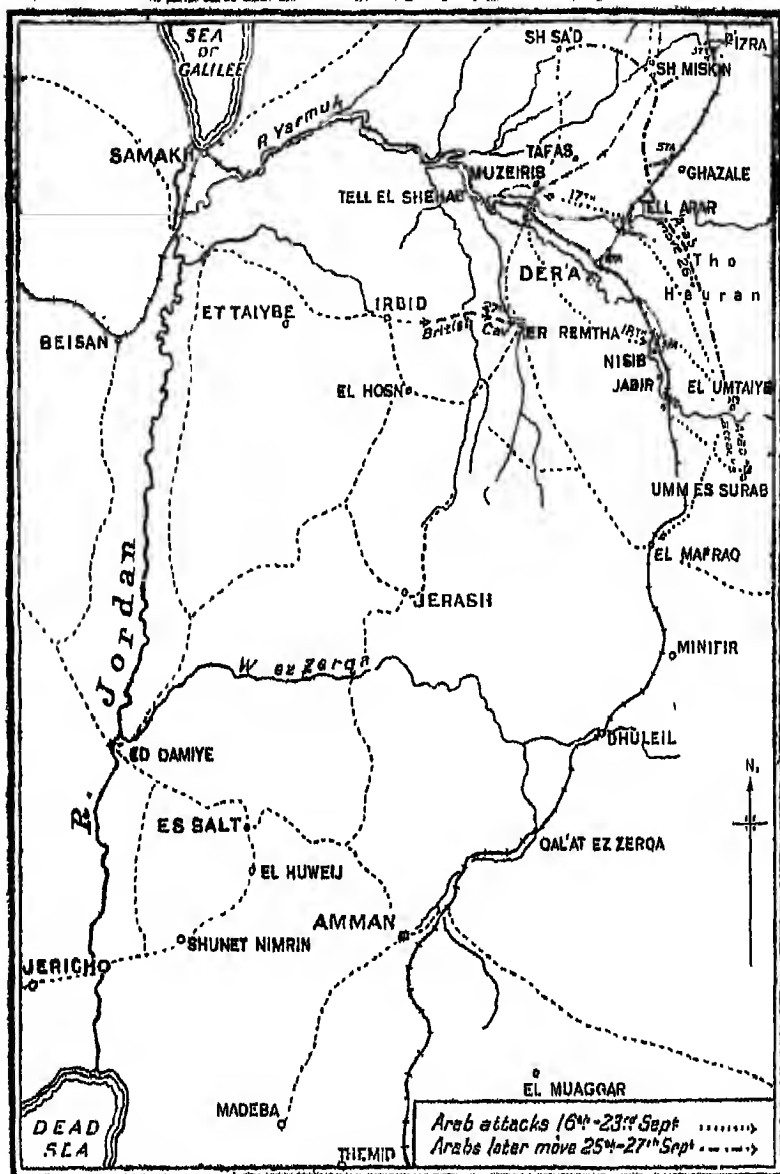 SEA
OF
GALILEE
SH SA'D
IZRA
SH MISKIN
SAMAKH
R Yarmuk
TAFAS
MUZEIRIB
STA
GHAZALE
TELL EL SHEHAB
17TH
TELL ARAR
DER'A
The
Hauran
ET TAIYBE
IRBID
British
Cav
ER REMTHA
18TH
BEISAN
NISIB
EL HOSN
JABIR
EL UMTAIYE
UMM ES SURAB
EL MAFRAQ
JERASH
R. Jordan
MINIFIR
W ez Zerqa
ED DAMIYE
DHULEIL
N.
ES SALT
QAL'AT EZ ZERQA
EL HUWEIJ
AMMAN
SHUNET NIMRIN
JERICHO
EL MUAGGAR
MADEBA
DEAD
SEA
THEMID
Arab attacks 16th-23rd Sept
Arabs later move 25th-27th Sept